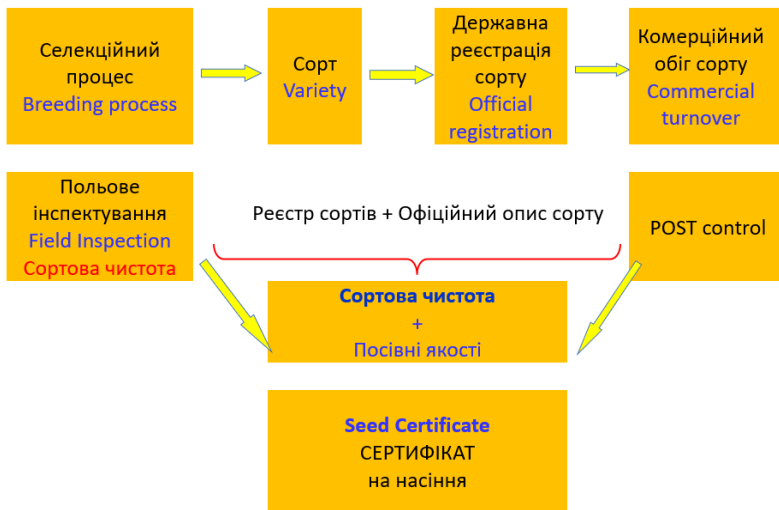 Селекційний
процес
Breeding process
Сорт
Variety
Державна
реєстрація
сорту
Official
registration
Комерційний
обіг сорту
Commercial
turnover
Польове
інспектування
Field Inspection
Сортова чистота
Реєстр сортів + Офіційний опис сорту
POST control
Сортова чистота
+
Посівні якості
Seed Certificate
СЕРТИФІКАТ
на насіння